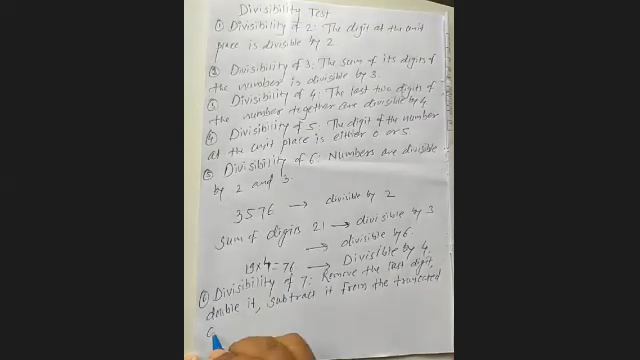 Divisibility Test
① Divisibility of 2: The digit at the unit
place is divisible by 2.
② Divisibility of 3: The sum of its digits of
the number is divisible by 3.
③ Divisibility of 4: The last two digits of
the number together are divisible by 4
④ Divisibility of 5: The digit of the number
at the unit place is either 0 or 5.
⑤ Divisibility of 6: Numbers are divisible
by 2 and 3.
3576 → divisible by 2
sum of digits 21 → divisible by 3
→ divisible by 6.
19×4=76 → Divisible by 4.
⑥ Divisibility of 7: Remove the last digit,
double it, subtract it from the truncated